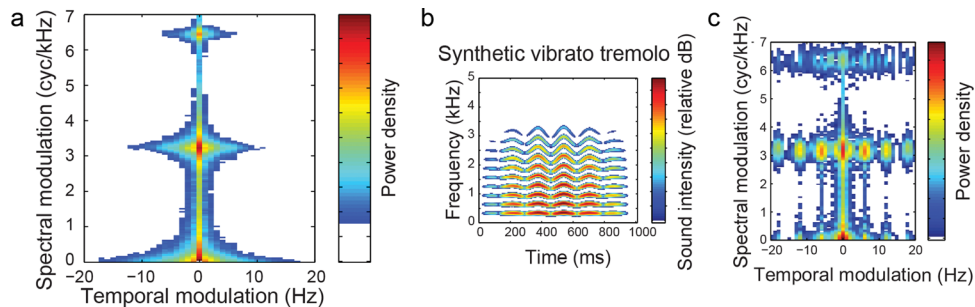 a
Spectral modulation (cyc/kHz)
7
6
5
4
3
2
1
0
−20 −10 0 10 20
Temporal modulation (Hz)
Power density
b
Synthetic vibrato tremolo
Frequency (kHz)
5
4
3
2
1
0
0 200 400 600 800 1000
Time (ms)
Sound intensity (relative dB)
c
Spectral modulation (cyc/kHz)
7
6
5
4
3
2
1
0
−20 −10 0 10 20
Temporal modulation (Hz)
Power density